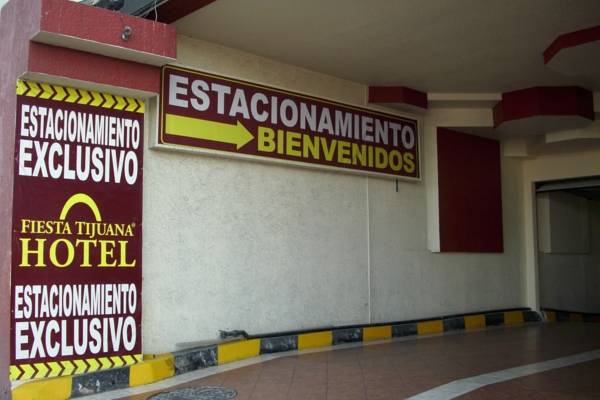 ESTACIONAMIENTO
EXCLUSIVO
FIESTA TIJUANA®
HOTEL
ESTACIONAMIENTO
EXCLUSIVO
ESTACIONAMIENTO
BIENVENIDOS